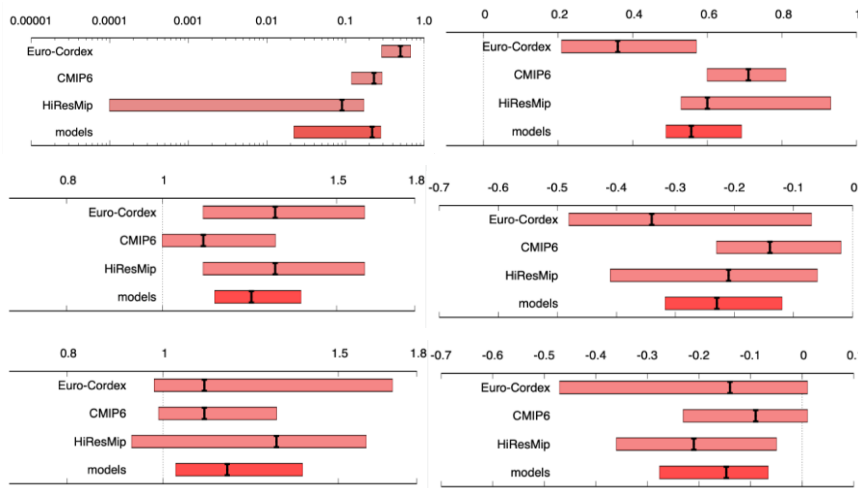 0.00001 0.0001 0.001 0.01 0.1 1.0
Euro-Cordex
CMIP6
HiResMip
models
0 0.2 0.4 0.6 0.8 1
Euro-Cordex
CMIP6
HiResMip
models
0.8 1 1.5 1.8
Euro-Cordex
CMIP6
HiResMip
models
-0.7 -0.6 -0.5 -0.4 -0.3 -0.2 -0.1 0
Euro-Cordex
CMIP6
HiResMip
models
0.8 1 1.5 1.8
Euro-Cordex
CMIP6
HiResMip
models
-0.7 -0.6 -0.5 -0.4 -0.3 -0.2 -0.1 0
Euro-Cordex
CMIP6
HiResMip
models